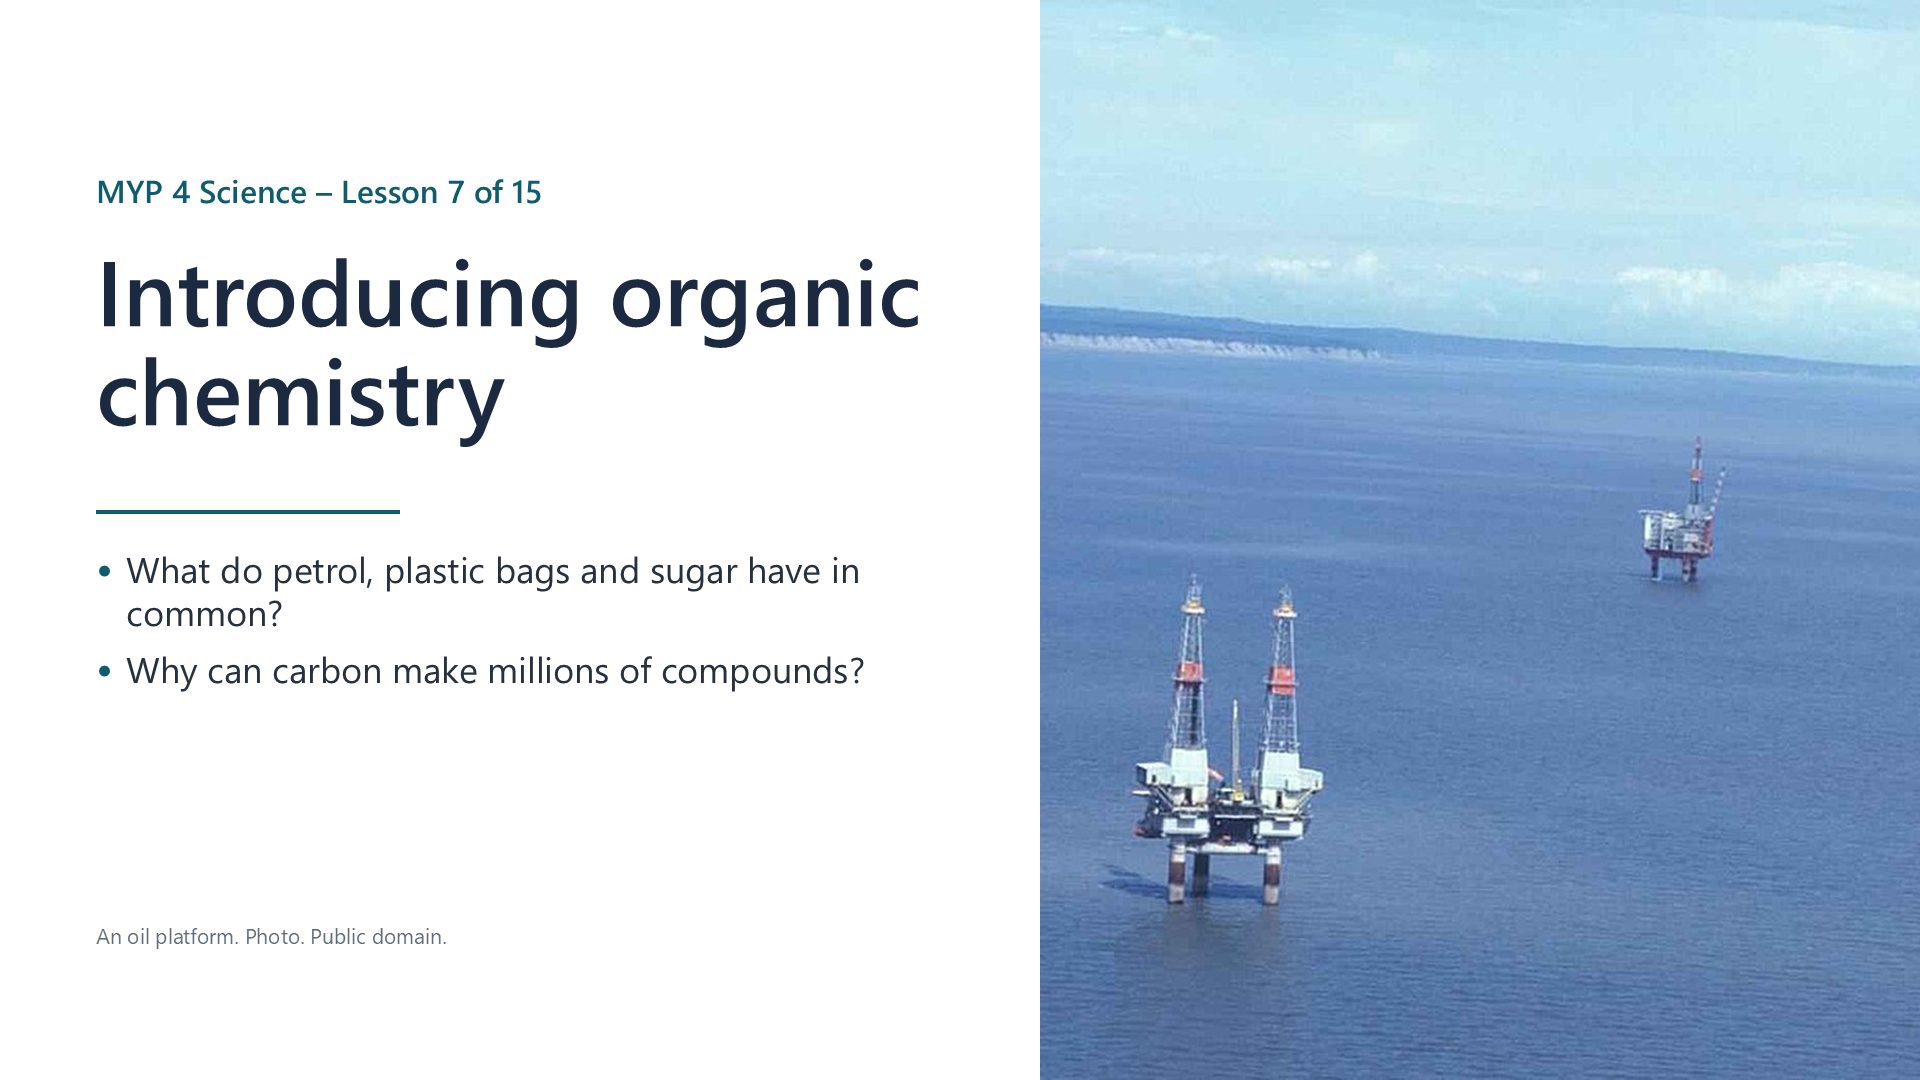 MYP 4 Science – Lesson 7 of 15
Introducing organic
chemistry
• What do petrol, plastic bags and sugar have in
common?
• Why can carbon make millions of compounds?
An oil platform. Photo. Public domain.